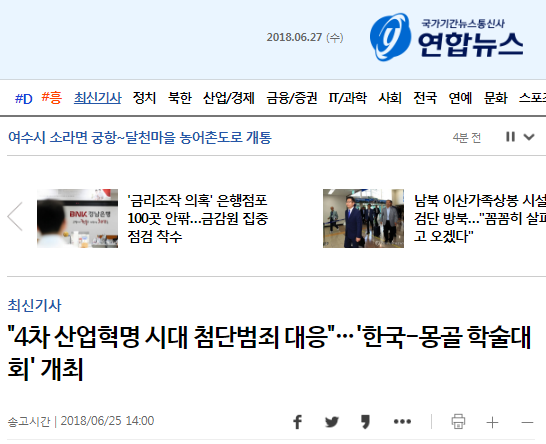 2018.06.27 (수)
국가기간뉴스통신사
연합뉴스
#D #흥 최신기사 정치 북한 산업/경제 금융/증권 IT/과학 사회 전국 연예 문화 스포
여수시 소라면 궁항~달천마을 농어촌도로 개통
4분 전
BNK 경남은행
'금리조작 의혹' 은행점포
100곳 안팎...금감원 집중
점검 착수
남북 이산가족상봉 시설
검단 방북..."꼼꼼히 살피
고 오겠다"
최신기사
"4차 산업혁명 시대 첨단범죄 대응"…'한국-몽골 학술대
회' 개최
송고시간 | 2018/06/25 14:00